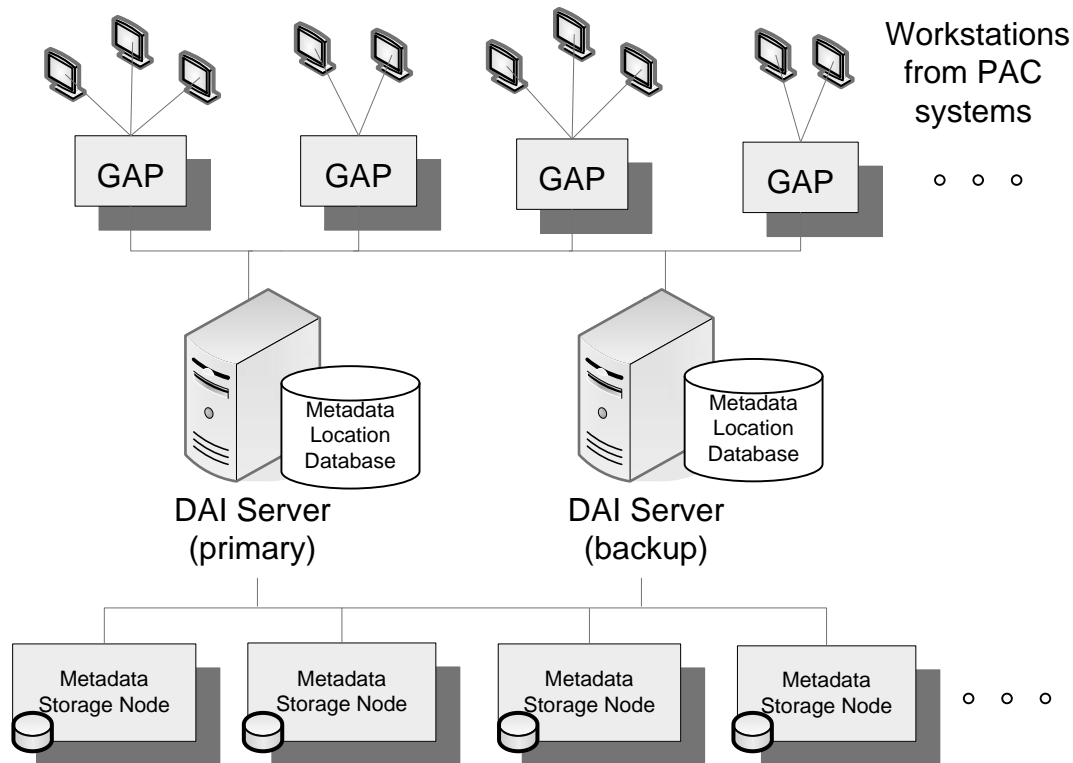 Workstations
from PAC
systems
GAP
GAP
GAP
GAP
Metadata
Location
Database
Metadata
Location
Database
DAI Server
(primary)
DAI Server
(backup)
Metadata
Storage Node
Metadata
Storage Node
Metadata
Storage Node
Metadata
Storage Node